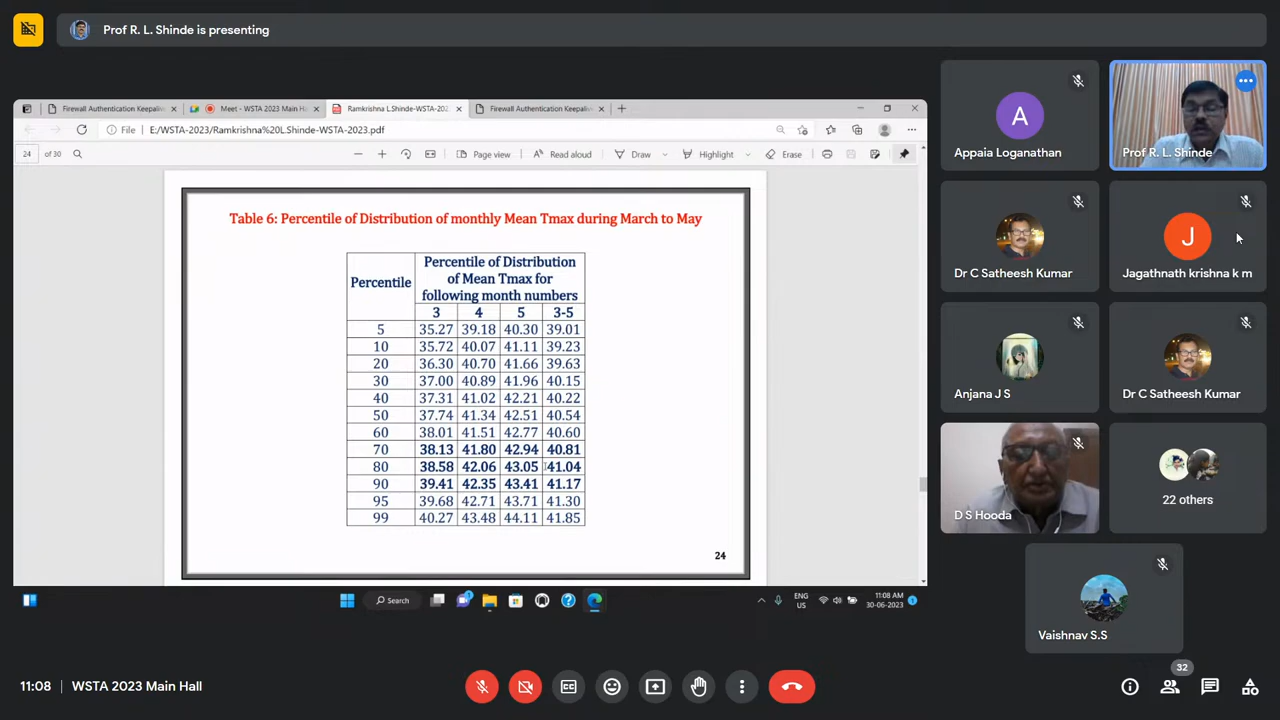 Prof R. L. Shinde is presenting
Firewall Authentication Keepaliv
Meet - WSTA 2023 Main H
Ramkrishna L.Shinde-WSTA-202
Firewall Authentication Keepaliv
File E:/WSTA-2023/Ramkrishna%20L.Shinde-WSTA-2023.pdf
24 of 30 Page view Read aloud Draw Highlight Erase
Table 6: Percentile of Distribution of monthly Mean Tmax during March to May
Percentile
Percentile of Distribution
of Mean Tmax for
following month numbers
3 4 5 3-5
5 35.27 39.18 40.30 39.01
10 35.72 40.07 41.11 39.23
20 36.30 40.70 41.66 39.63
30 37.00 40.89 41.96 40.15
40 37.31 41.02 42.21 40.22
50 37.74 41.34 42.51 40.54
60 38.01 41.51 42.77 40.60
70 38.13 41.80 42.94 40.81
80 38.58 42.06 43.05 41.04
90 39.41 42.35 43.41 41.17
95 39.68 42.71 43.71 41.30
99 40.27 43.48 44.11 41.85
24
Search
ENG
US
11:08 AM
30-06-2023
A
Appaia Loganathan
Prof R. L. Shinde
Dr C Satheesh Kumar
J
Jagathnath krishna k m
Anjana J S
Dr C Satheesh Kumar
D S Hooda
22 others
Vaishnav S.S
11:08 | WSTA 2023 Main Hall
32